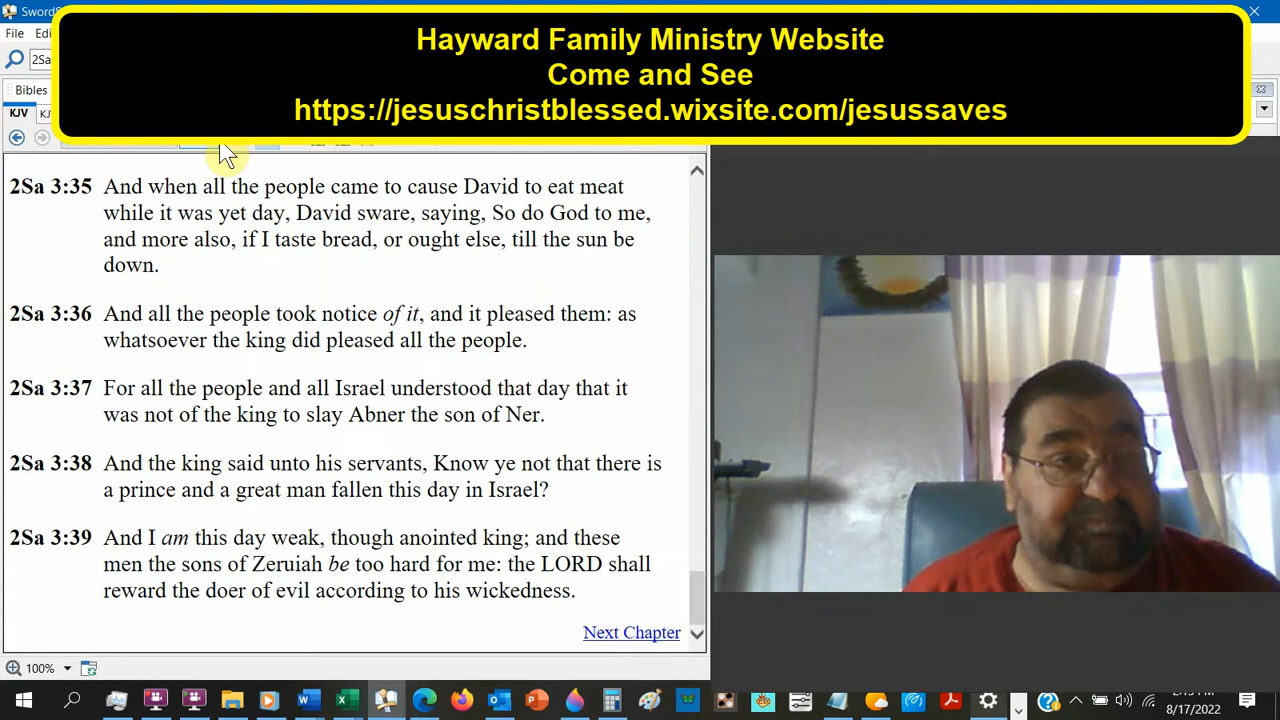 SwordS
Hayward Family Ministry Website
Come and See
https://jesuschristblessed.wixsite.com/jesussaves
File
Edi
2Sa
Bibles
KJV
2Sa 3:35 And when all the people came to cause David to eat meat
while it was yet day, David sware, saying, So do God to me,
and more also, if I taste bread, or ought else, till the sun be
down.
2Sa 3:36 And all the people took notice of it, and it pleased them: as
whatsoever the king did pleased all the people.
2Sa 3:37 For all the people and all Israel understood that day that it
was not of the king to slay Abner the son of Ner.
2Sa 3:38 And the king said unto his servants, Know ye not that there is
a prince and a great man fallen this day in Israel?
2Sa 3:39 And I am this day weak, though anointed king; and these
men the sons of Zeruiah be too hard for me: the LORD shall
reward the doer of evil according to his wickedness.
Next Chapter
100%
8/17/2022